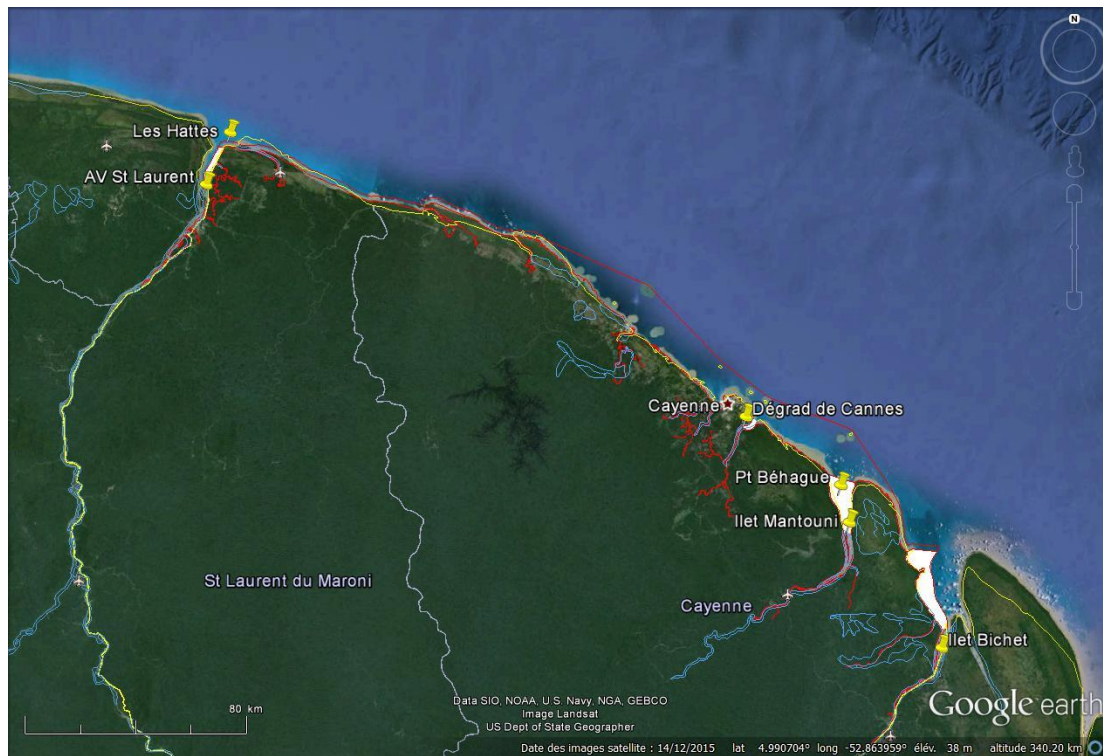 N
Les Hattes
AV St Laurent
Cayenne
Dégrad de Cannes
Pt Béhague
Ilet Mantouni
St Laurent du Maroni
Cayenne
Ilet Bichet
80 km
Data SIO, NOAA, U.S. Navy, NGA, GEBCO
Image Landsat
US Dept of State Geographer
Google earth
Date des images satellite : 14/12/2015 lat 4.990704° long -52.863959° élév. 38 m altitude 340.20 km